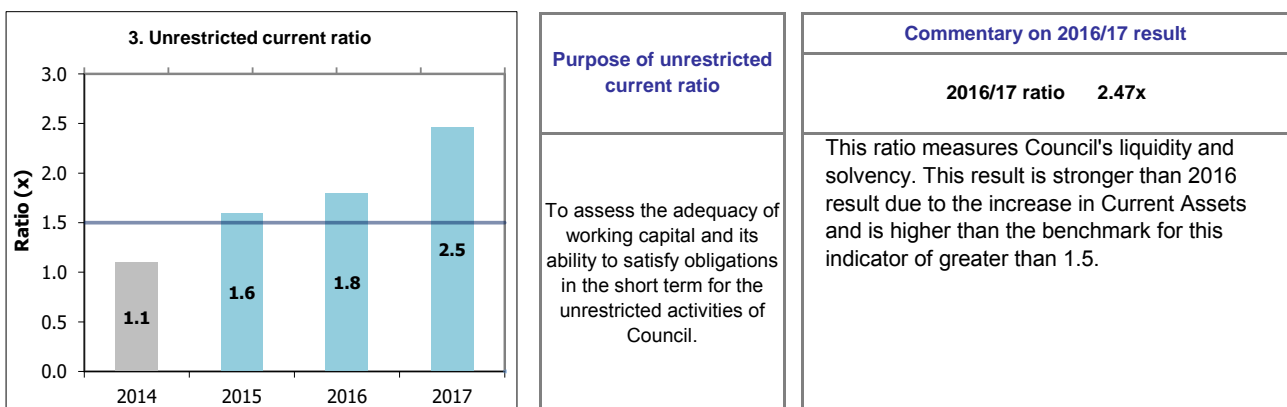 3. Unrestricted current ratio
3.0
2.5
2.0
1.5
1.0
0.5
0.0
Ratio (x)
1.1
1.6
1.8
2.5
2014 2015 2016 2017
Purpose of unrestricted
current ratio
To assess the adequacy of
working capital and its
ability to satisfy obligations
in the short term for the
unrestricted activities of
Council.
Commentary on 2016/17 result
2016/17 ratio 2.47x
This ratio measures Council's liquidity and
solvency. This result is stronger than 2016
result due to the increase in Current Assets
and is higher than the benchmark for this
indicator of greater than 1.5.